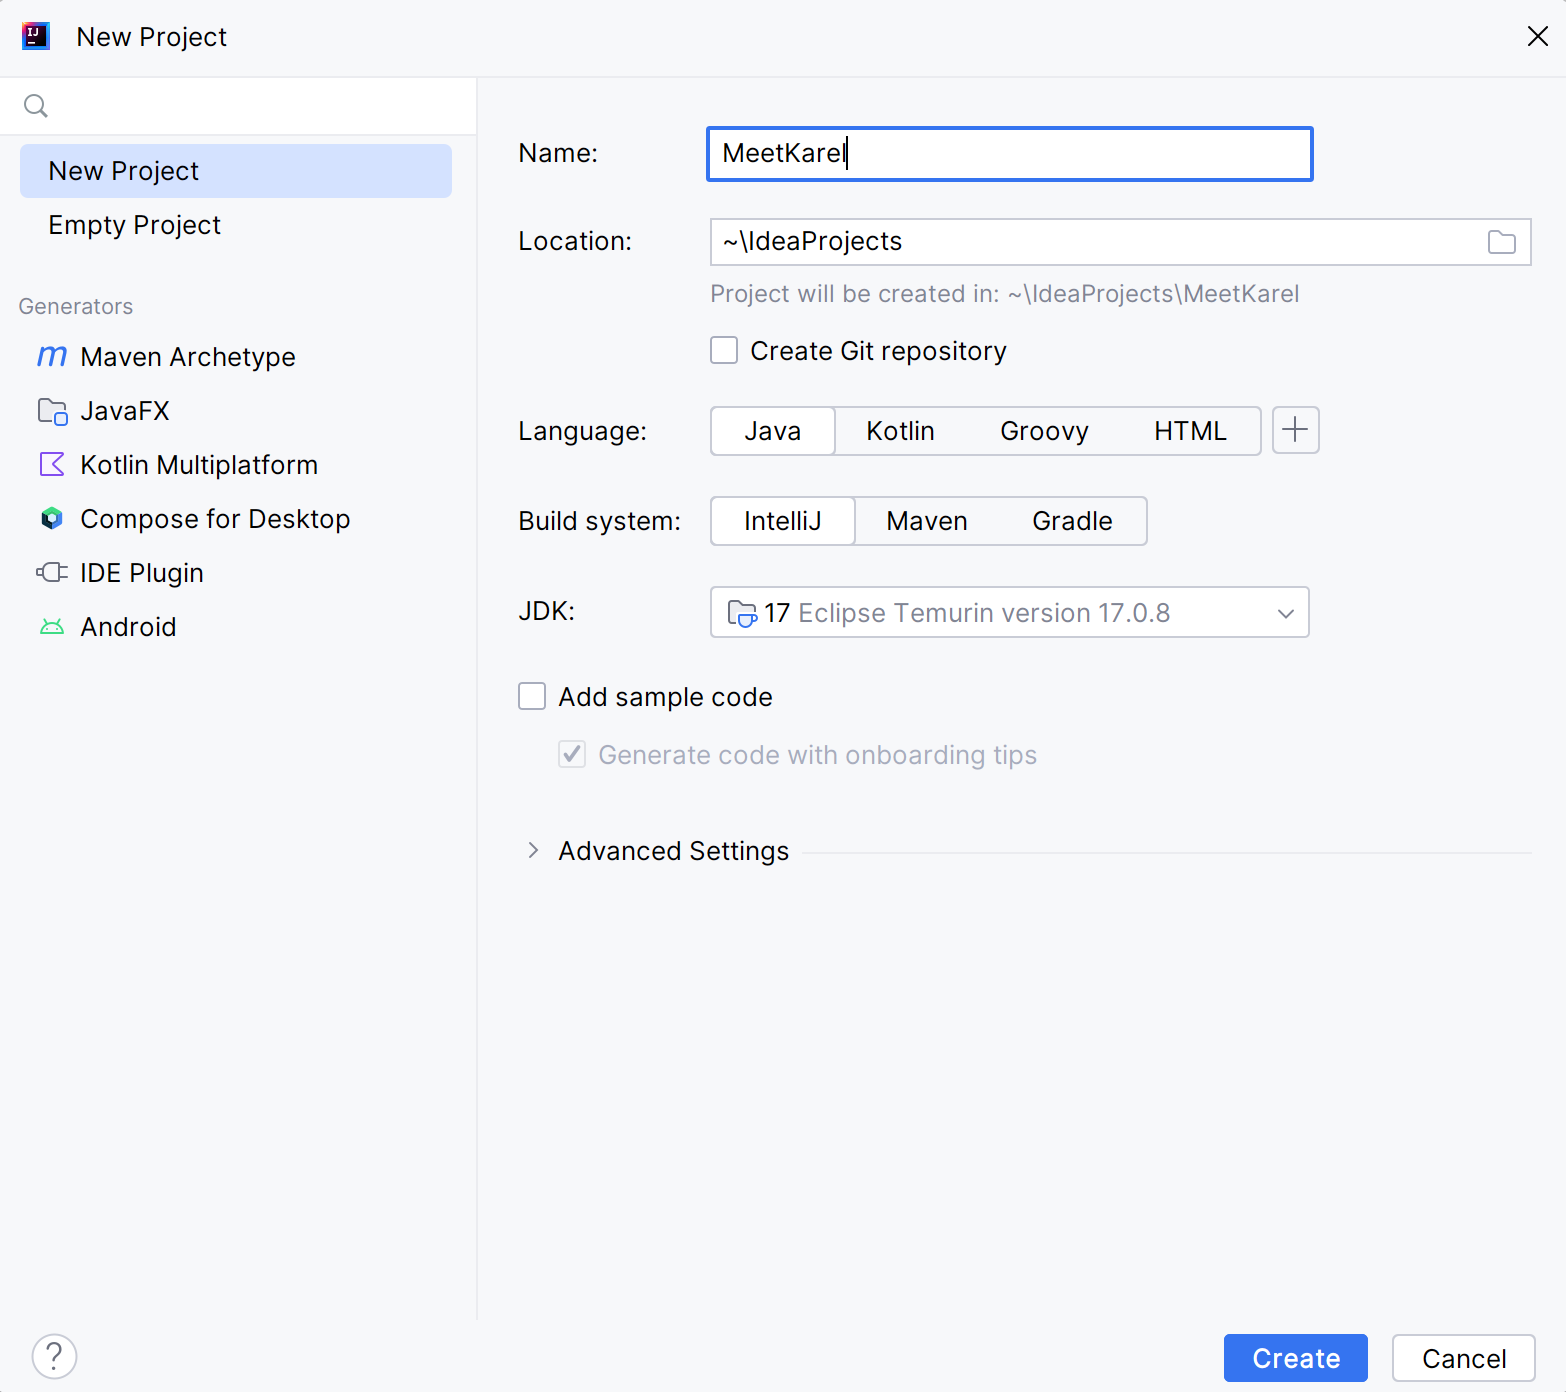 IJ
New Project
New Project
Empty Project
Generators
m Maven Archetype
JavaFX
Kotlin Multiplatform
Compose for Desktop
IDE Plugin
Android
Name: MeetKarel
Location: ~\IdeaProjects
Project will be created in: ~\IdeaProjects\MeetKarel
Create Git repository
Language: Java Kotlin Groovy HTML
Build system: IntelliJ Maven Gradle
JDK: 17 Eclipse Temurin version 17.0.8
Add sample code
Generate code with onboarding tips
Advanced Settings
? Create Cancel